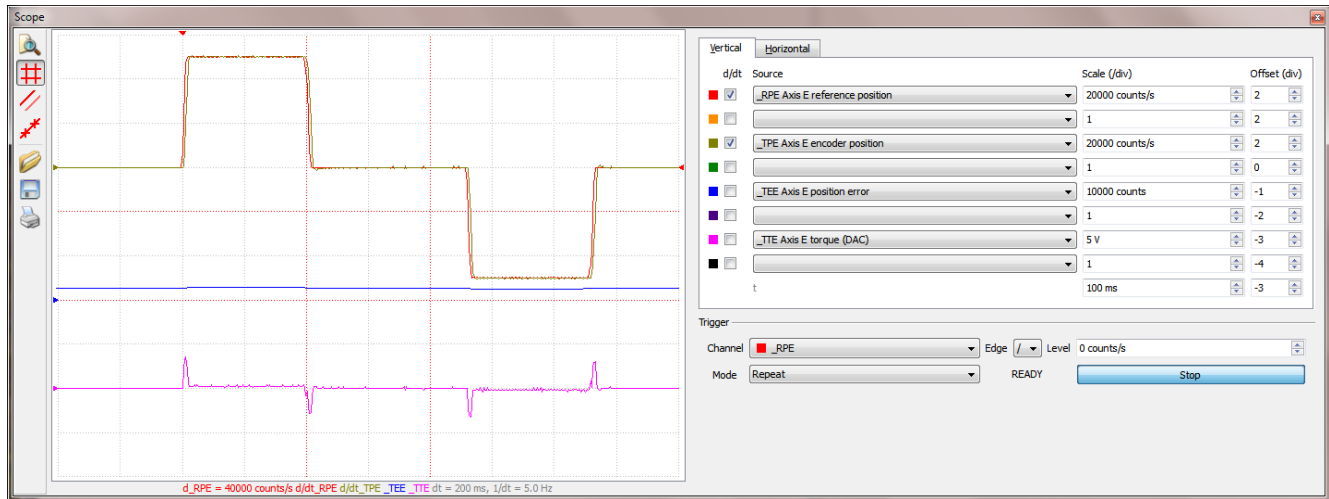 Scope
Vertical Horizontal
d/dt Source Scale (/div) Offset (div)
_RPE Axis E reference position 20000 counts/s 2
1 2
_TPE Axis E encoder position 20000 counts/s 2
1 0
_TEE Axis E position error 10000 counts -1
1 -2
_TTE Axis E torque (DAC) 5 V -3
1 -4
t 100 ms -3
Trigger
Channel _RPE Edge / Level 0 counts/s
Mode Repeat READY Stop
d_RPE = 40000 counts/s d/dt_RPE d/dt_TPE _TEE _TTE dt = 200 ms, 1/dt = 5.0 Hz